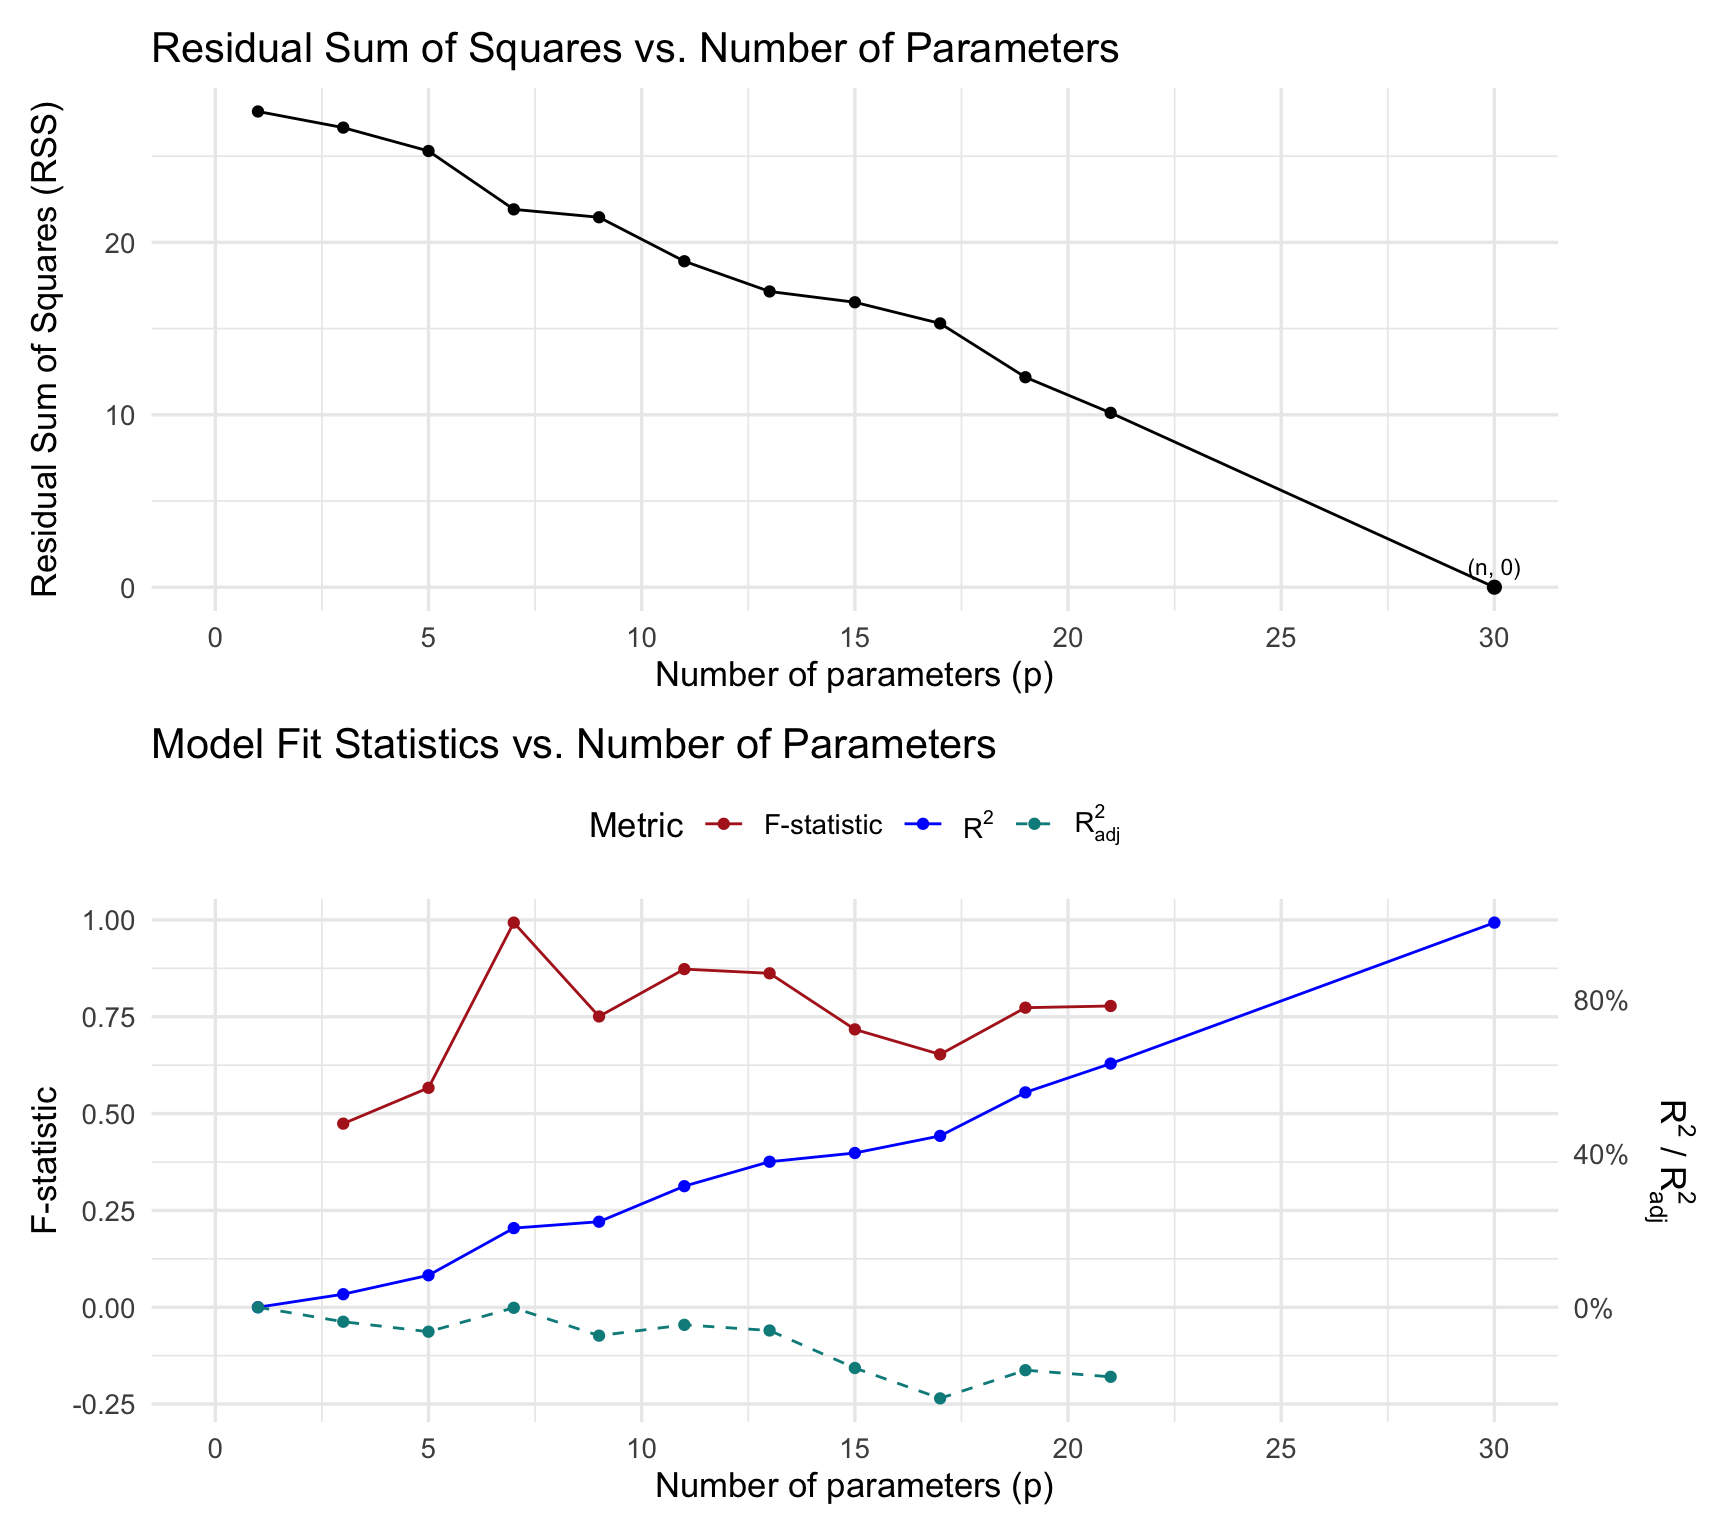 Residual Sum of Squares vs. Number of Parameters
Residual Sum of Squares (RSS)
20
10
0
(n, 0)
0 5 10 15 20 25 30
Number of parameters (p)
Model Fit Statistics vs. Number of Parameters
Metric F-statistic R² R²adj
F-statistic
1.00
0.75
0.50
0.25
0.00
-0.25
80%
40%
0%
R² / R²adj
0 5 10 15 20 25 30
Number of parameters (p)